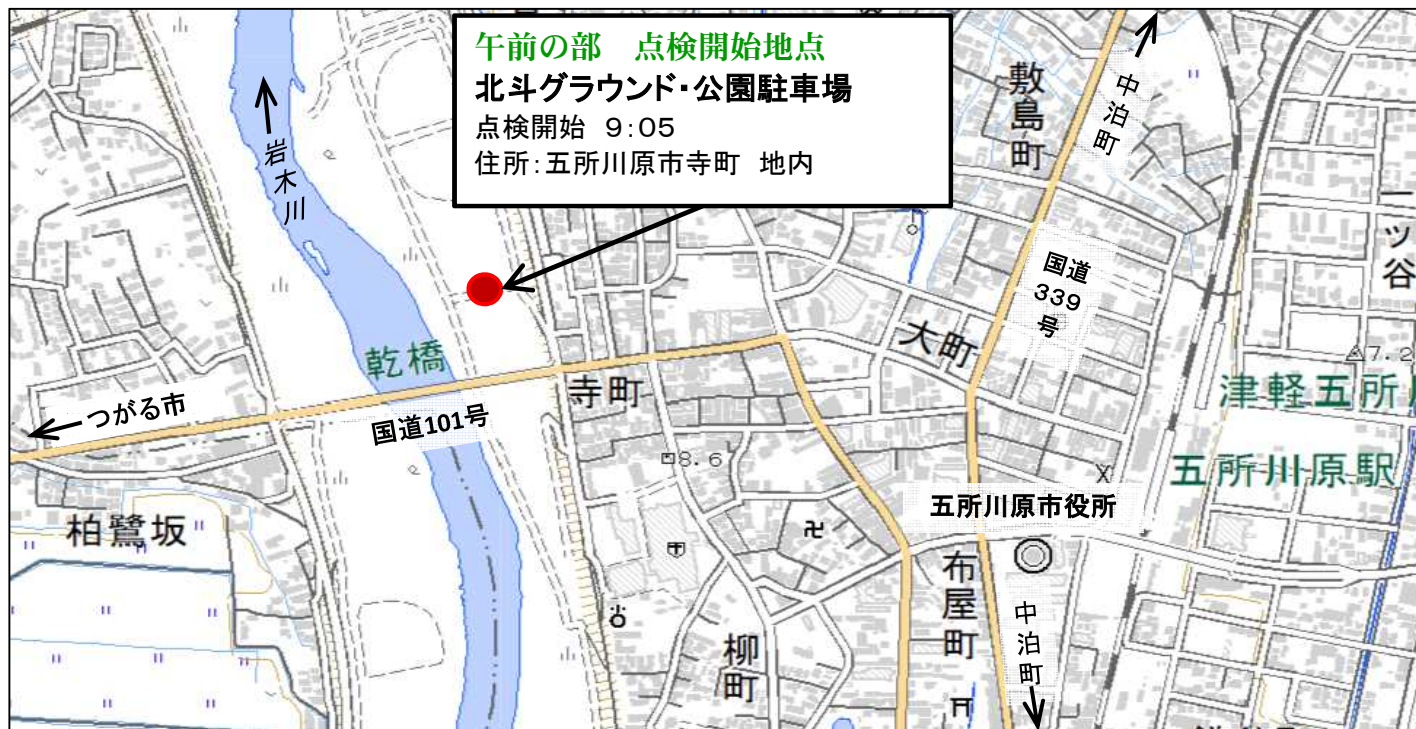 午前の部　点検開始地点
北斗グラウンド・公園駐車場
点検開始 9:05
住所:五所川原市寺町 地内
岩木川
敷島町
中泊町
一ツ谷
国道
339
号
大町
7.2
乾橋
寺町
津軽五所川
つがる市
国道101号
8.6
五所川原駅
五所川原市役所
柏鷺坂
布屋町
中泊町
柳町